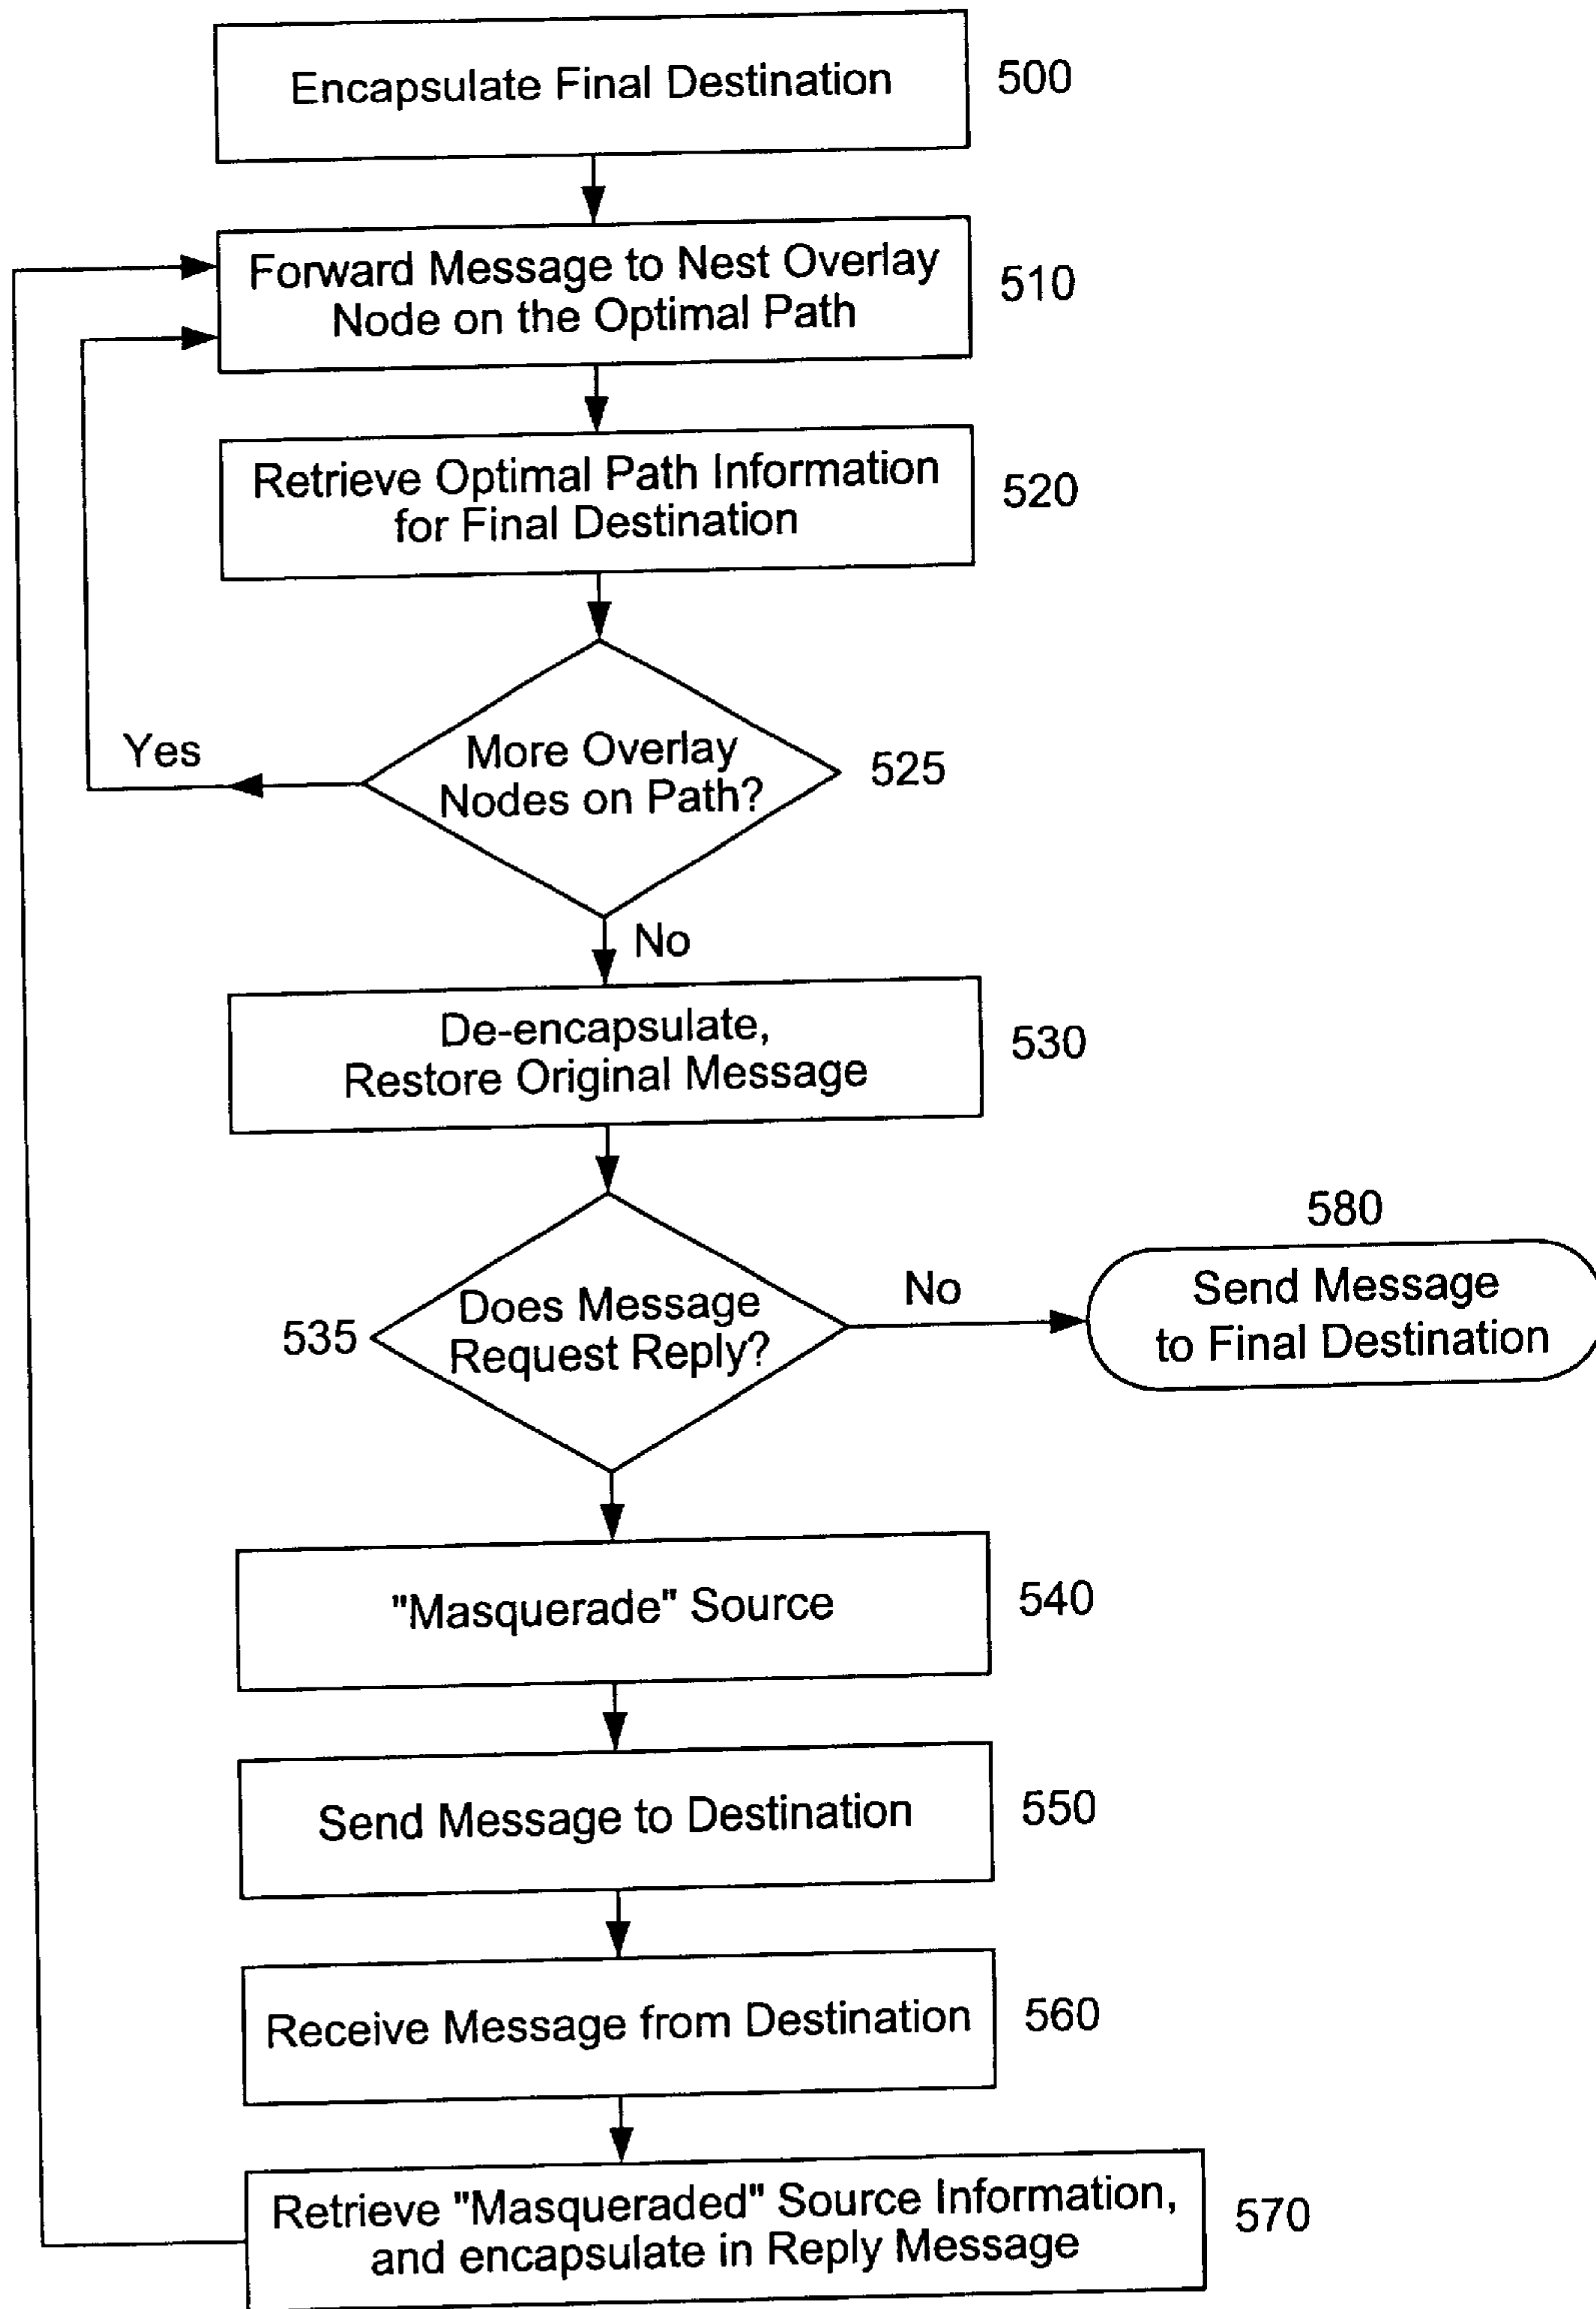 Encapsulate Final Destination
500
Forward Message to Nest Overlay
Node on the Optimal Path
510
Retrieve Optimal Path Information
for Final Destination
520
Yes
More Overlay
Nodes on Path?
525
No
De-encapsulate,
Restore Original Message
530
535
Does Message
Request Reply?
No
580
Send Message
to Final Destination
"Masquerade" Source
540
Send Message to Destination
550
Receive Message from Destination
560
Retrieve "Masqueraded" Source Information,
and encapsulate in Reply Message
570